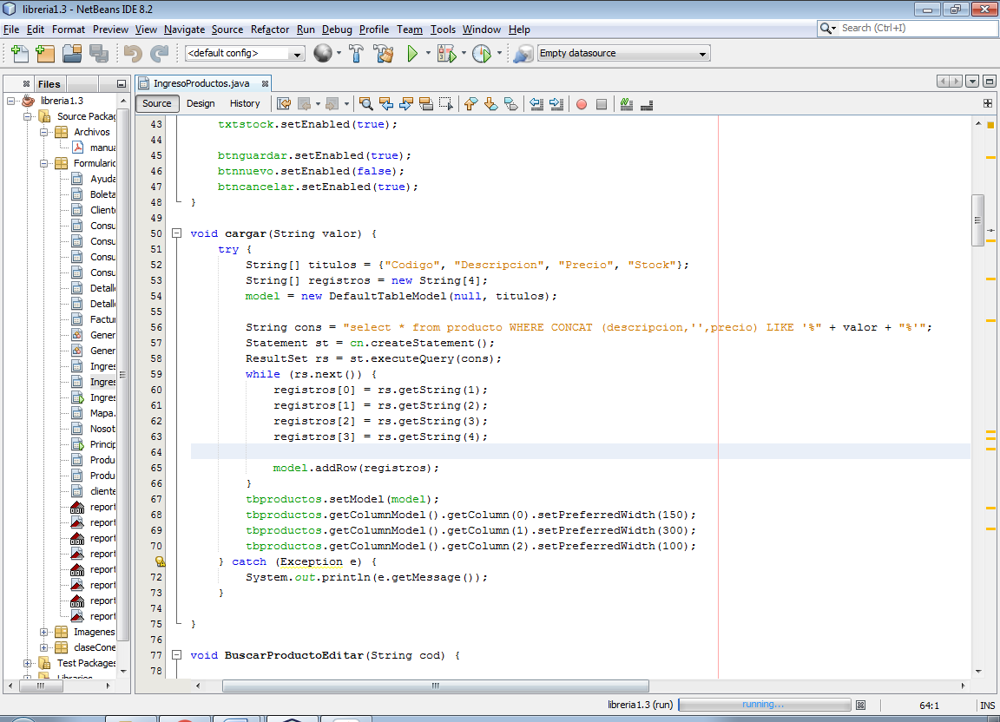 libreria1.3 - NetBeans IDE 8.2
File Edit Format Preview View Navigate Source Refactor Run Debug Profile Team Tools Window Help
Search (Ctrl+I)
<default config>
Empty datasource
Files
IngresoProductos.java
Source Design History
libreria1.3
Source Packag
Archivos
manua
Formulario
Ayuda
Boleta
Cliente
Consu
Consu
Consu
Consu
Detalle
Detalle
Factur
Gener
Gener
Ingres
Ingres
Ingres
Mapa.
Nosot
Princip
Produ
Produ
cliente
report
report
report
report
report
report
report
report
Imagenes
claseCone
Test Packages
Libraries
43 txtstock.setEnabled(true);
44
45 btnguardar.setEnabled(true);
46 btnnuevo.setEnabled(false);
47 btncancelar.setEnabled(true);
48 }
49
50 void cargar(String valor) {
51 try {
52 String[] titulos = {"Codigo", "Descripcion", "Precio", "Stock"};
53 String[] registros = new String[4];
54 model = new DefaultTableModel(null, titulos);
55
56 String cons = "select * from producto WHERE CONCAT (descripcion,'',precio) LIKE '%" + valor + "%'";
57 Statement st = cn.createStatement();
58 ResultSet rs = st.executeQuery(cons);
59 while (rs.next()) {
60 registros[0] = rs.getString(1);
61 registros[1] = rs.getString(2);
62 registros[2] = rs.getString(3);
63 registros[3] = rs.getString(4);
64
65 model.addRow(registros);
66 }
67 tbproductos.setModel(model);
68 tbproductos.getColumnModel().getColumn(0).setPreferredWidth(150);
69 tbproductos.getColumnModel().getColumn(1).setPreferredWidth(300);
70 tbproductos.getColumnModel().getColumn(2).setPreferredWidth(100);
} catch (Exception e) {
72 System.out.println(e.getMessage());
73 }
74
75 }
76
77 void BuscarProductoEditar(String cod) {
78
libreria1.3 (run) running... 64:1 INS